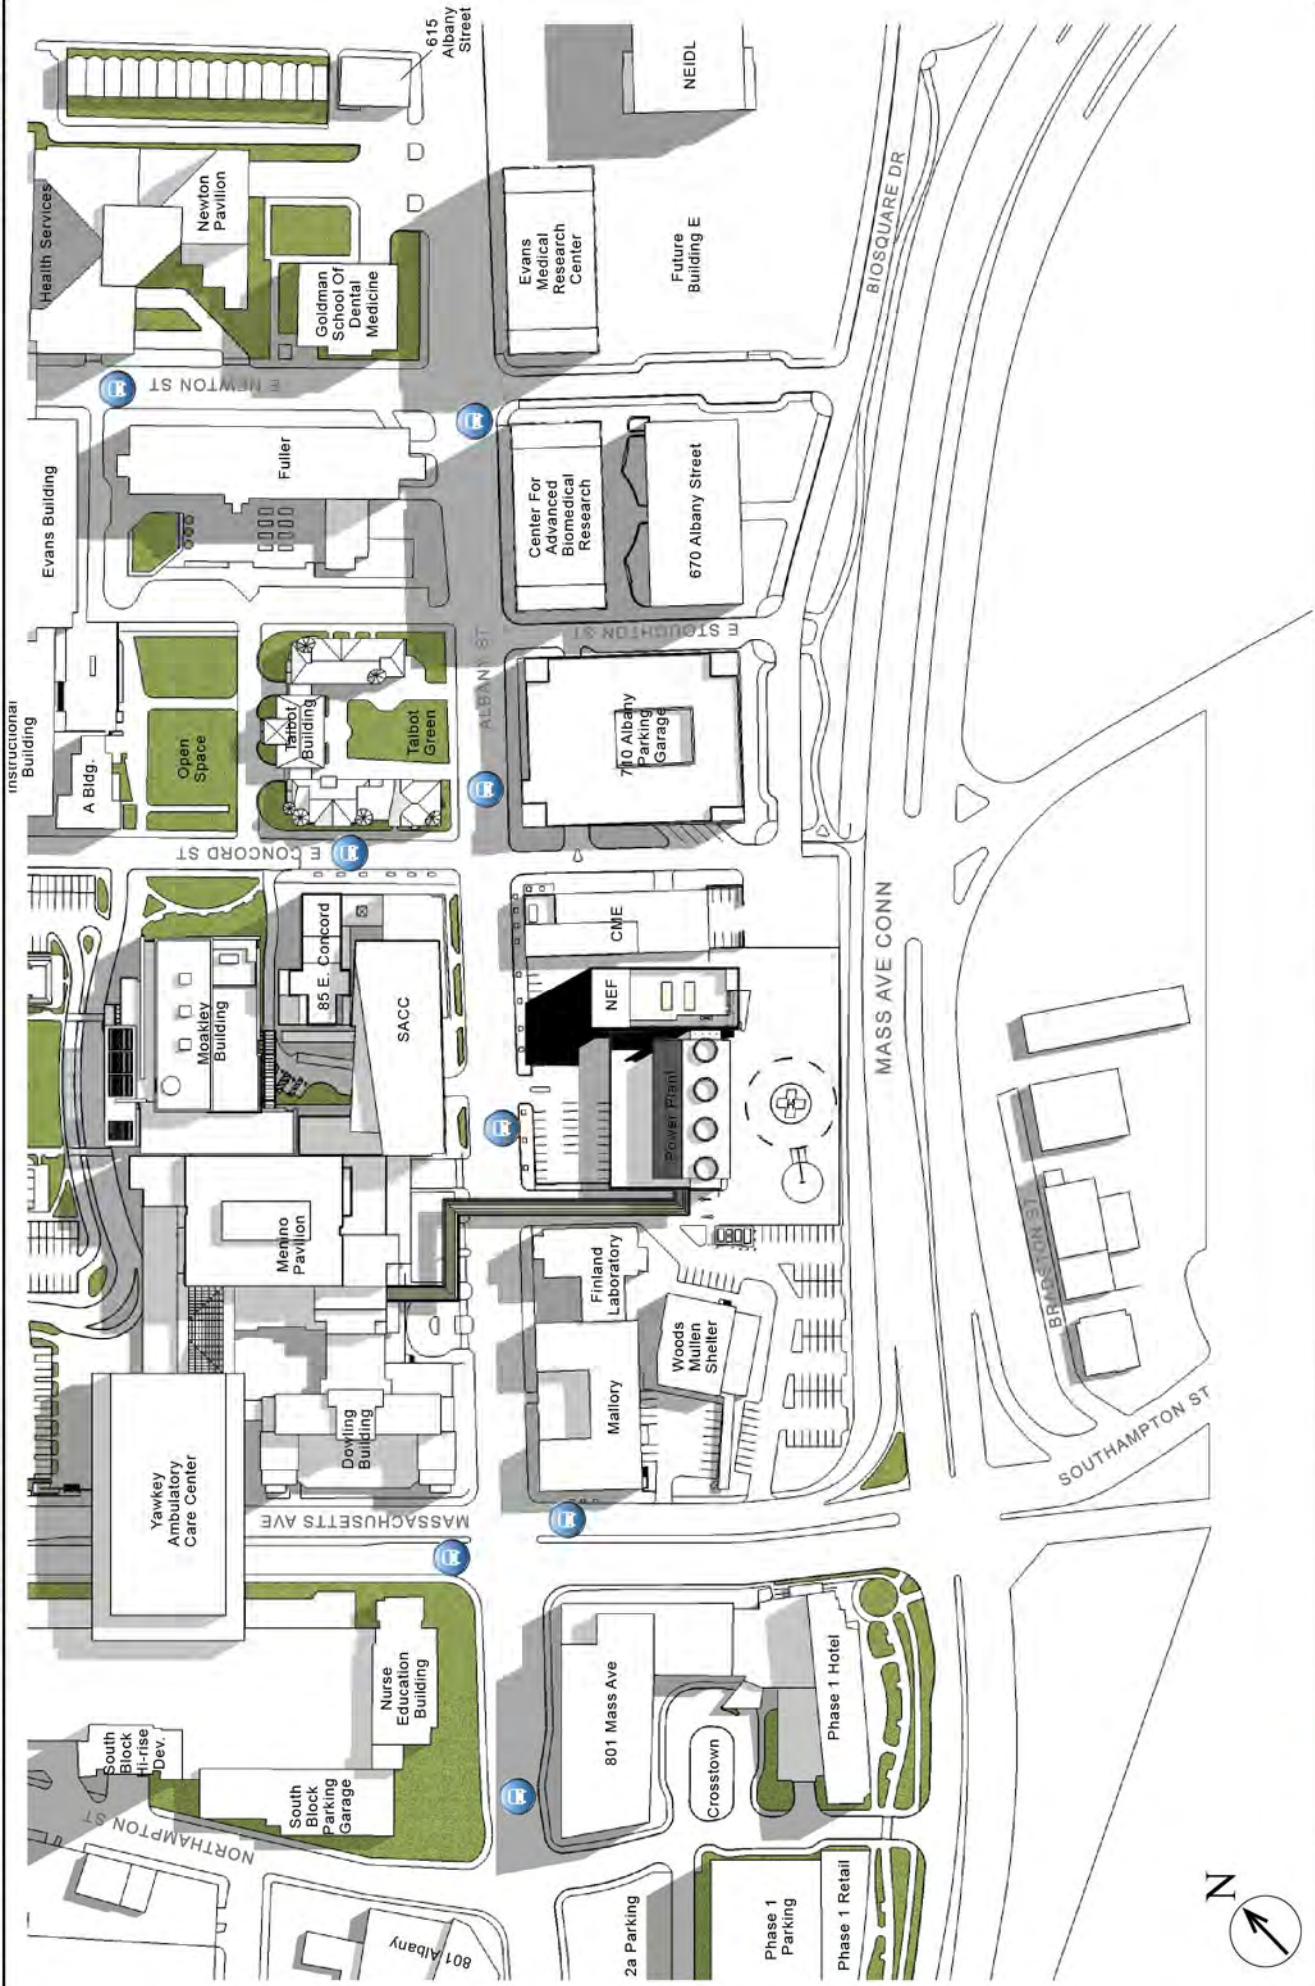 615
Albany
Street
NEIDL
Health Services
Newton
Pavilion
Goldman
School Of
Dental
Medicine
Evans
Medical
Research
Center
Future
Building E
BIOSQUARE DR
E NEWTON ST
Evans Building
Fuller
Center For
Advanced
Biomedical
Research
670 Albany Street
E STOUGHTON ST
ALBANY ST
Instructional
Building
A Bldg.
Open
Space
Talbot
Building
Talbot
Green
710 Albany
Parking
Garage
E CONCORD ST
MASS AVE CONN
Moakley
Building
85 E. Concord
SACC
CME
NEF
Power Plant
Menino
Pavilion
Finland
Laboratory
Woods
Mullen
Shelter
Mallory
BRADSTON ST
SOUTHAMPTON ST
Yawkey
Ambulatory
Care Center
Dowling
Building
MASSACHUSETTS AVE
Nurse
Education
Building
801 Mass Ave
Phase 1 Hotel
Crosstown
South
Block
Hi-rise
Dev.
South
Block
Parking
Garage
NORTHAMPTON ST
801 Albany
2a Parking
Phase 1
Parking
Phase 1 Retail
N